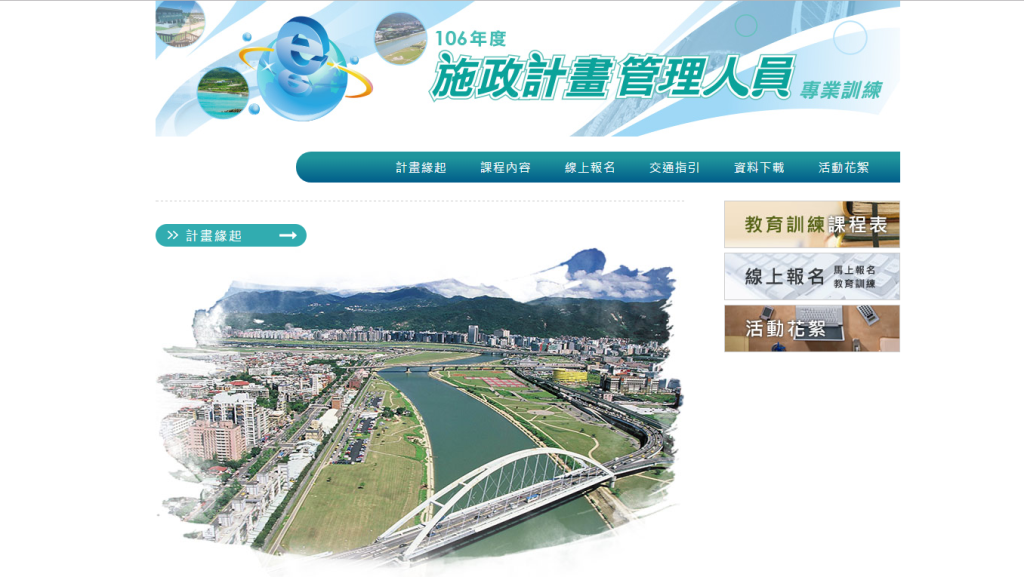 106年度
施政計畫管理人員 專業訓練
計畫緣起 課程內容 線上報名 交通指引 資料下載 活動花絮
計畫緣起
教育訓練課程表
線上報名 馬上報名
教育訓練
活動花絮